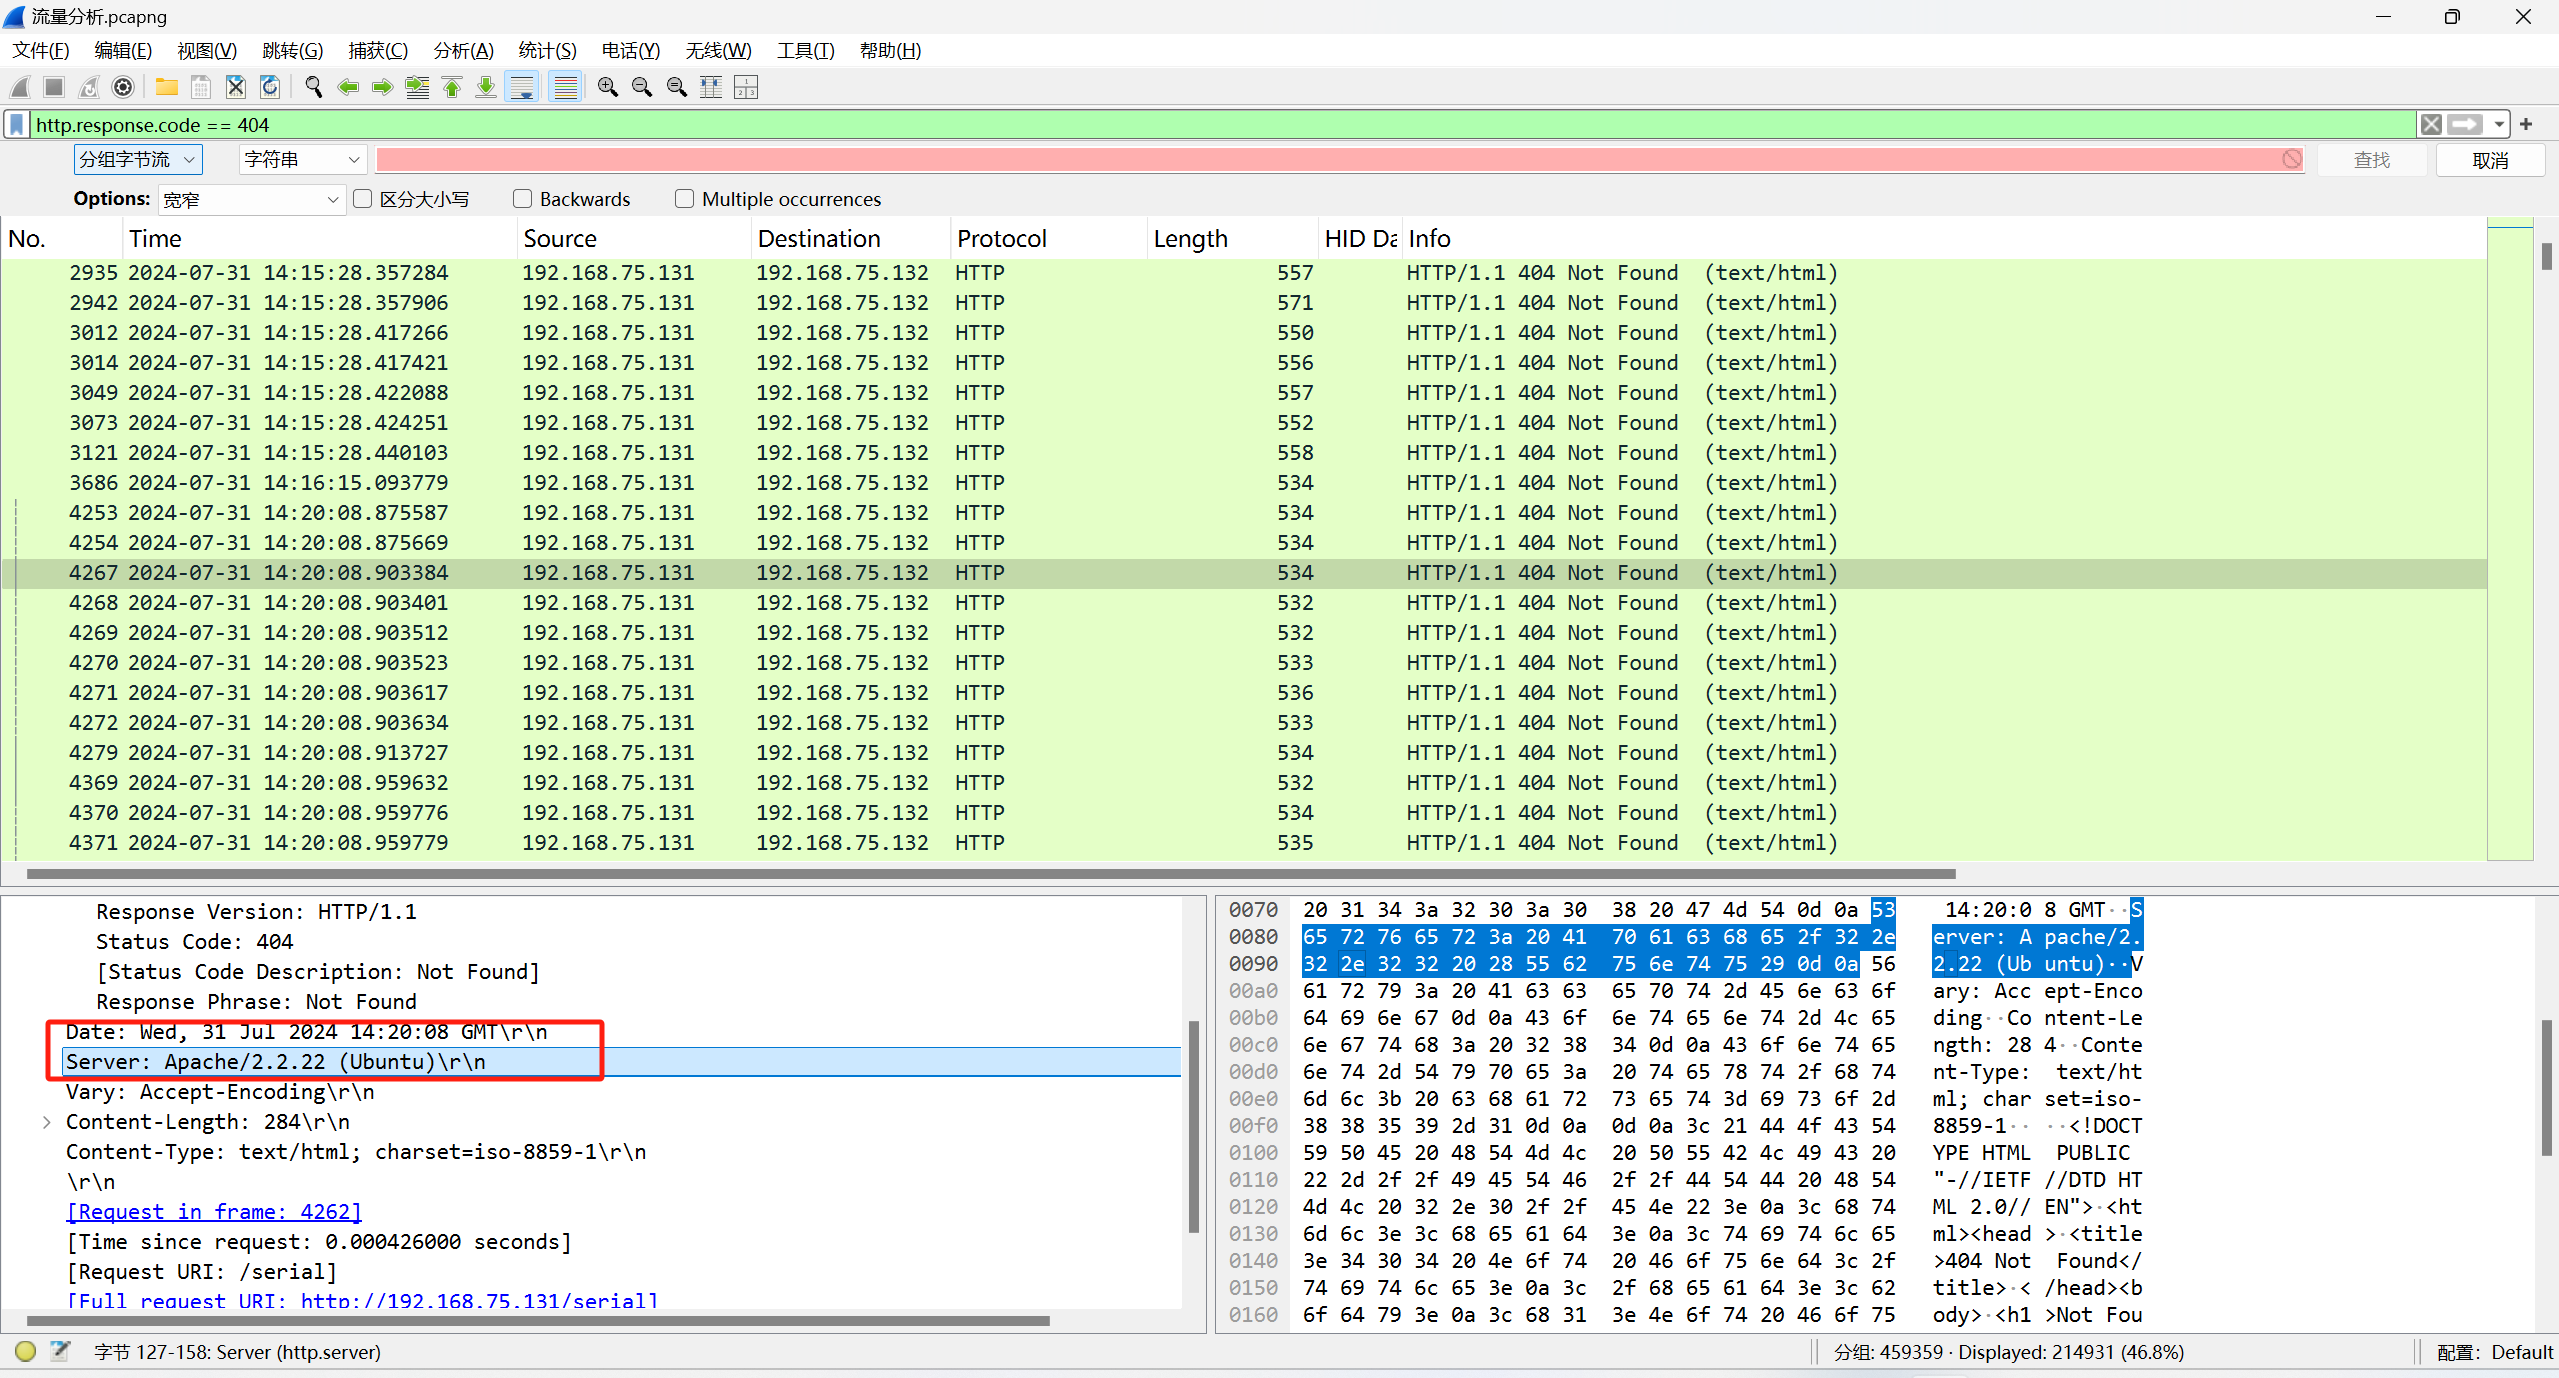 流量分析.pcapng
文件(F) 编辑(E) 视图(V) 跳转(G) 捕获(C) 分析(A) 统计(S) 电话(Y) 无线(W) 工具(T) 帮助(H)
http.response.code == 404
分组字节流 字符串 查找 取消
Options: 宽窄 区分大小写 Backwards Multiple occurrences
No. Time Source Destination Protocol Length HID Da Info
2935 2024-07-31 14:15:28.357284 192.168.75.131 192.168.75.132 HTTP 557 HTTP/1.1 404 Not Found (text/html)
2942 2024-07-31 14:15:28.357906 192.168.75.131 192.168.75.132 HTTP 571 HTTP/1.1 404 Not Found (text/html)
3012 2024-07-31 14:15:28.417266 192.168.75.131 192.168.75.132 HTTP 550 HTTP/1.1 404 Not Found (text/html)
3014 2024-07-31 14:15:28.417421 192.168.75.131 192.168.75.132 HTTP 556 HTTP/1.1 404 Not Found (text/html)
3049 2024-07-31 14:15:28.422088 192.168.75.131 192.168.75.132 HTTP 557 HTTP/1.1 404 Not Found (text/html)
3073 2024-07-31 14:15:28.424251 192.168.75.131 192.168.75.132 HTTP 552 HTTP/1.1 404 Not Found (text/html)
3121 2024-07-31 14:15:28.440103 192.168.75.131 192.168.75.132 HTTP 558 HTTP/1.1 404 Not Found (text/html)
3686 2024-07-31 14:16:15.093779 192.168.75.131 192.168.75.132 HTTP 534 HTTP/1.1 404 Not Found (text/html)
4253 2024-07-31 14:20:08.875587 192.168.75.131 192.168.75.132 HTTP 534 HTTP/1.1 404 Not Found (text/html)
4254 2024-07-31 14:20:08.875669 192.168.75.131 192.168.75.132 HTTP 534 HTTP/1.1 404 Not Found (text/html)
4267 2024-07-31 14:20:08.903384 192.168.75.131 192.168.75.132 HTTP 534 HTTP/1.1 404 Not Found (text/html)
4268 2024-07-31 14:20:08.903401 192.168.75.131 192.168.75.132 HTTP 532 HTTP/1.1 404 Not Found (text/html)
4269 2024-07-31 14:20:08.903512 192.168.75.131 192.168.75.132 HTTP 532 HTTP/1.1 404 Not Found (text/html)
4270 2024-07-31 14:20:08.903523 192.168.75.131 192.168.75.132 HTTP 533 HTTP/1.1 404 Not Found (text/html)
4271 2024-07-31 14:20:08.903617 192.168.75.131 192.168.75.132 HTTP 536 HTTP/1.1 404 Not Found (text/html)
4272 2024-07-31 14:20:08.903634 192.168.75.131 192.168.75.132 HTTP 533 HTTP/1.1 404 Not Found (text/html)
4279 2024-07-31 14:20:08.913727 192.168.75.131 192.168.75.132 HTTP 534 HTTP/1.1 404 Not Found (text/html)
4369 2024-07-31 14:20:08.959632 192.168.75.131 192.168.75.132 HTTP 532 HTTP/1.1 404 Not Found (text/html)
4370 2024-07-31 14:20:08.959776 192.168.75.131 192.168.75.132 HTTP 534 HTTP/1.1 404 Not Found (text/html)
4371 2024-07-31 14:20:08.959779 192.168.75.131 192.168.75.132 HTTP 535 HTTP/1.1 404 Not Found (text/html)
Response Version: HTTP/1.1
Status Code: 404
[Status Code Description: Not Found]
Response Phrase: Not Found
Date: Wed, 31 Jul 2024 14:20:08 GMT\r\n
Server: Apache/2.2.22 (Ubuntu)\r\n
Vary: Accept-Encoding\r\n
Content-Length: 284\r\n
Content-Type: text/html; charset=iso-8859-1\r\n
\r\n
[Request in frame: 4262]
[Time since request: 0.000426000 seconds]
[Request URI: /serial]
[Full request URI: http://192.168.75.131/serial]
0070 20 31 34 3a 32 30 3a 30 38 20 47 4d 54 0d 0a 53 14:20:0 8 GMT··S
0080 65 72 76 65 72 3a 20 41 70 61 63 68 65 2f 32 2e erver: A pache/2.
0090 32 2e 32 32 20 28 55 62 75 6e 74 75 29 0d 0a 56 2.22 (Ub untu)··V
00a0 61 72 79 3a 20 41 63 63 65 70 74 2d 45 6e 63 6f ary: Acc ept-Enco
00b0 64 69 6e 67 0d 0a 43 6f 6e 74 65 6e 74 2d 4c 65 ding··Co ntent-Le
00c0 6e 67 74 68 3a 20 32 38 34 0d 0a 43 6f 6e 74 65 ngth: 28 4··Conte
00d0 6e 74 2d 54 79 70 65 3a 20 74 65 78 74 2f 68 74 nt-Type: text/ht
00e0 6d 6c 3b 20 63 68 61 72 73 65 74 3d 69 73 6f 2d ml; char set=iso-
00f0 38 38 35 39 2d 31 0d 0a 0d 0a 3c 21 44 4f 43 54 8859-1·· ··<!DOCT
0100 59 50 45 20 48 54 4d 4c 20 50 55 42 4c 49 43 20 YPE HTML PUBLIC
0110 22 2d 2f 2f 49 45 54 46 2f 2f 44 54 44 20 48 54 "-//IETF //DTD HT
0120 4d 4c 20 32 2e 30 2f 2f 45 4e 22 3e 0a 3c 68 74 ML 2.0// EN">·<ht
0130 6d 6c 3e 3c 68 65 61 64 3e 0a 3c 74 69 74 6c 65 ml><head >·<title
0140 3e 34 30 34 20 4e 6f 74 20 46 6f 75 6e 64 3c 2f >404 Not Found</
0150 74 69 74 6c 65 3e 0a 3c 2f 68 65 61 64 3e 3c 62 title>·< /head><b
0160 6f 64 79 3e 0a 3c 68 31 3e 4e 6f 74 20 46 6f 75 ody>·<h1 >Not Fou
字节 127-158: Server (http.server) 分组: 459359 · Displayed: 214931 (46.8%) 配置: Default